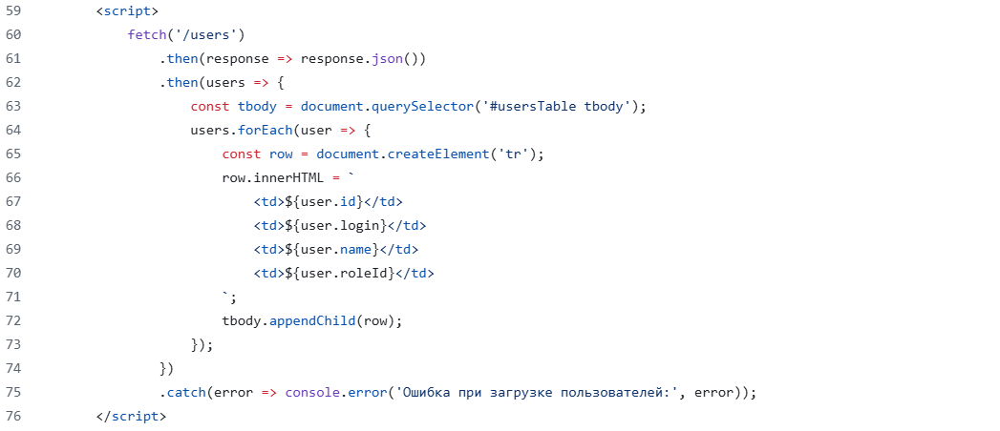 59 <script>
60 fetch('/users')
61 .then(response => response.json())
62 .then(users => {
63 const tbody = document.querySelector('#usersTable tbody');
64 users.forEach(user => {
65 const row = document.createElement('tr');
66 row.innerHTML = `
67 <td>${user.id}</td>
68 <td>${user.login}</td>
69 <td>${user.name}</td>
70 <td>${user.roleId}</td>
71 `;
72 tbody.appendChild(row);
73 });
74 })
75 .catch(error => console.error('Ошибка при загрузке пользователей:', error));
76 </script>